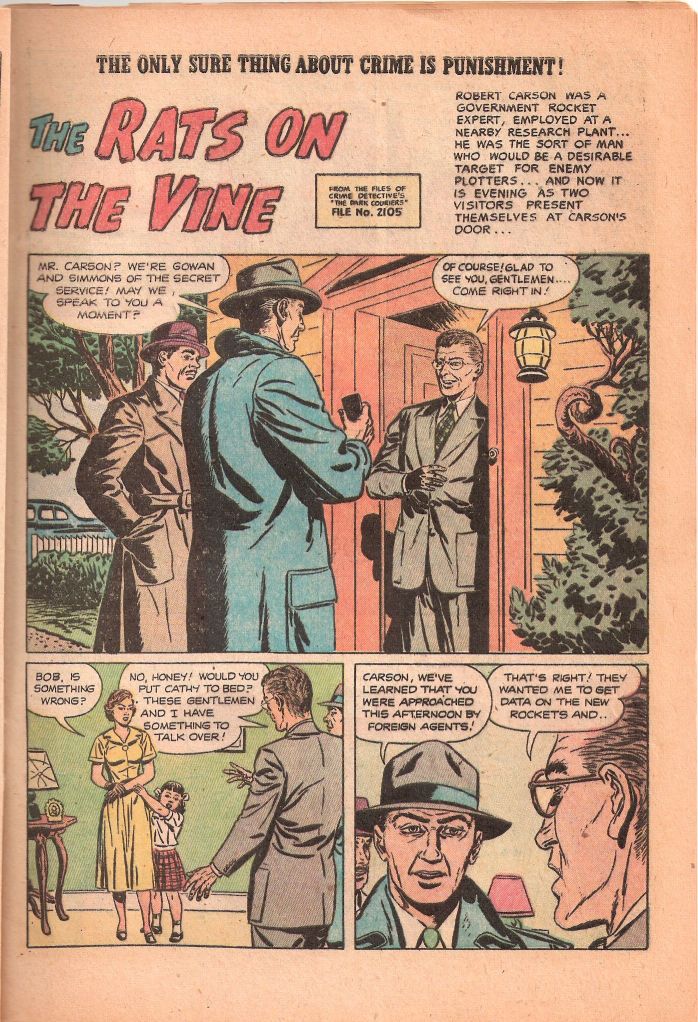 THE ONLY SURE THING ABOUT CRIME IS PUNISHMENT!
THE RATS ON
THE VINE
FROM THE FILES OF
CRIME DETECTIVE'S
"THE DARK COURIERS"
FILE No. 2105
ROBERT CARSON WAS A
GOVERNMENT ROCKET
EXPERT, EMPLOYED AT A
NEARBY RESEARCH PLANT...
HE WAS THE SORT OF MAN
WHO WOULD BE A DESIRABLE
TARGET FOR ENEMY
PLOTTERS... AND NOW IT
IS EVENING AS TWO
VISITORS PRESENT
THEMSELVES AT CARSON'S
DOOR...
MR. CARSON? WE'RE GOWAN
AND SIMMONS OF THE SECRET
SERVICE! MAY WE
SPEAK TO YOU A
MOMENT?
OF COURSE! GLAD TO
SEE YOU, GENTLEMEN....
COME RIGHT IN!
BOB, IS
SOMETHING
WRONG?
NO, HONEY! WOULD YOU
PUT CATHY TO BED?
THESE GENTLEMEN
AND I HAVE
SOMETHING TO
TALK OVER!
CARSON, WE'VE
LEARNED THAT YOU
WERE APPROACHED
THIS AFTERNOON BY
FOREIGN AGENTS!
THAT'S RIGHT! THEY
WANTED ME TO GET
DATA ON THE NEW
ROCKETS AND..